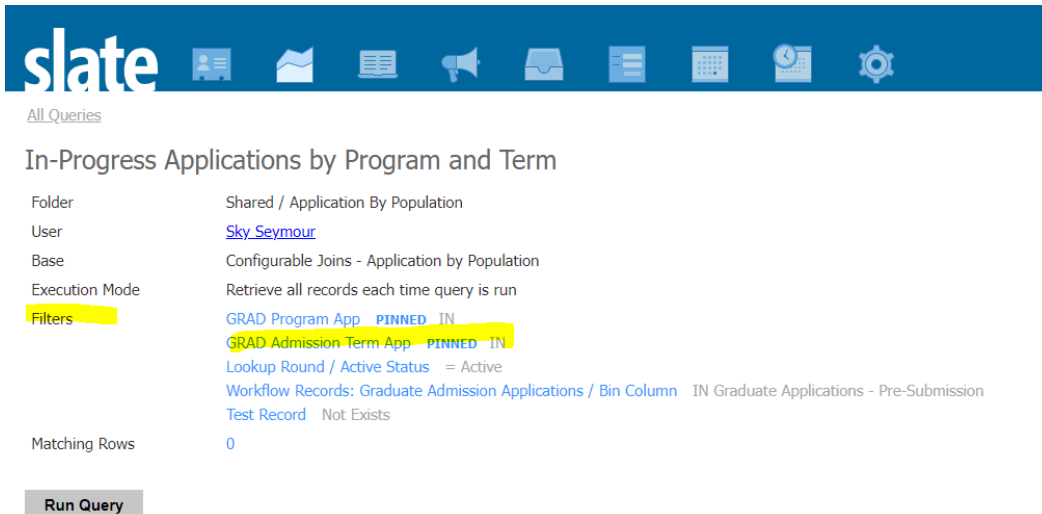 slate
All Queries
In-Progress Applications by Program and Term
Folder Shared / Application By Population
User Sky Seymour
Base Configurable Joins - Application by Population
Execution Mode Retrieve all records each time query is run
Filters GRAD Program App PINNED IN
GRAD Admission Term App PINNED IN
Lookup Round / Active Status = Active
Workflow Records: Graduate Admission Applications / Bin Column IN Graduate Applications - Pre-Submission
Test Record Not Exists
Matching Rows 0
Run Query